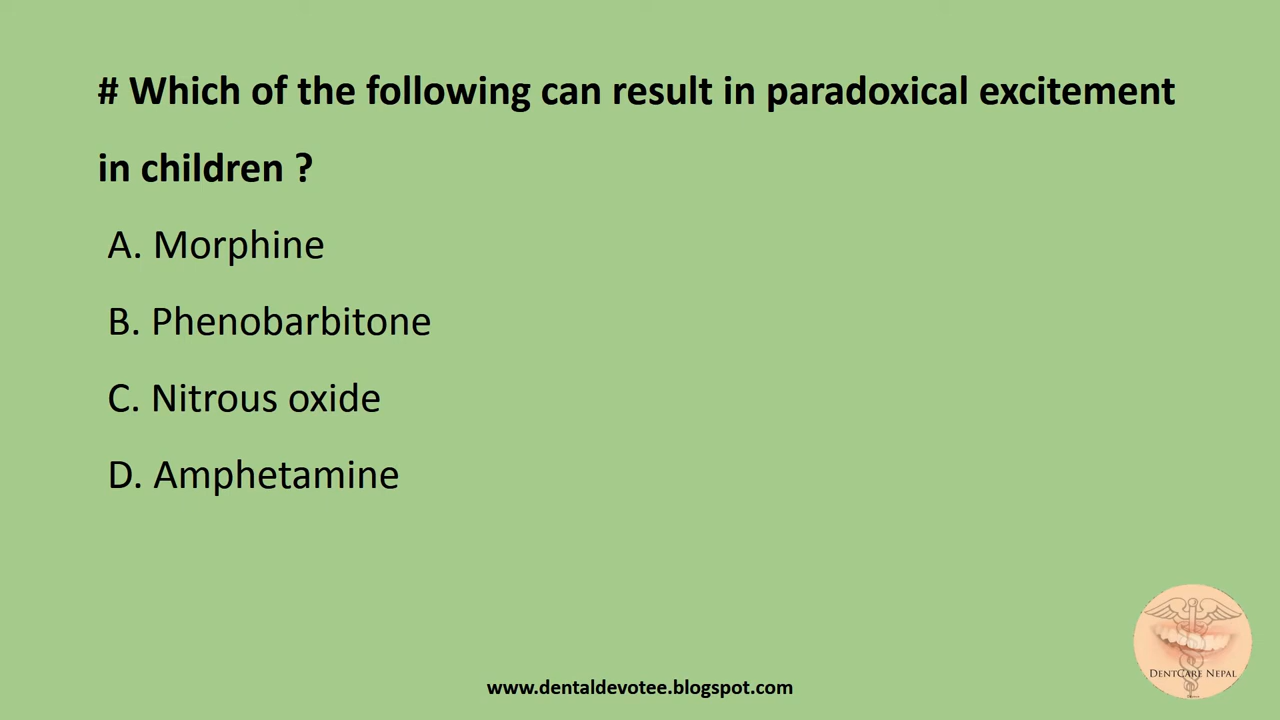 # Which of the following can result in paradoxical excitement
in children ?
A. Morphine
B. Phenobarbitone
C. Nitrous oxide
D. Amphetamine
DENTCARE NEPAL
www.dentaldevotee.blogspot.com